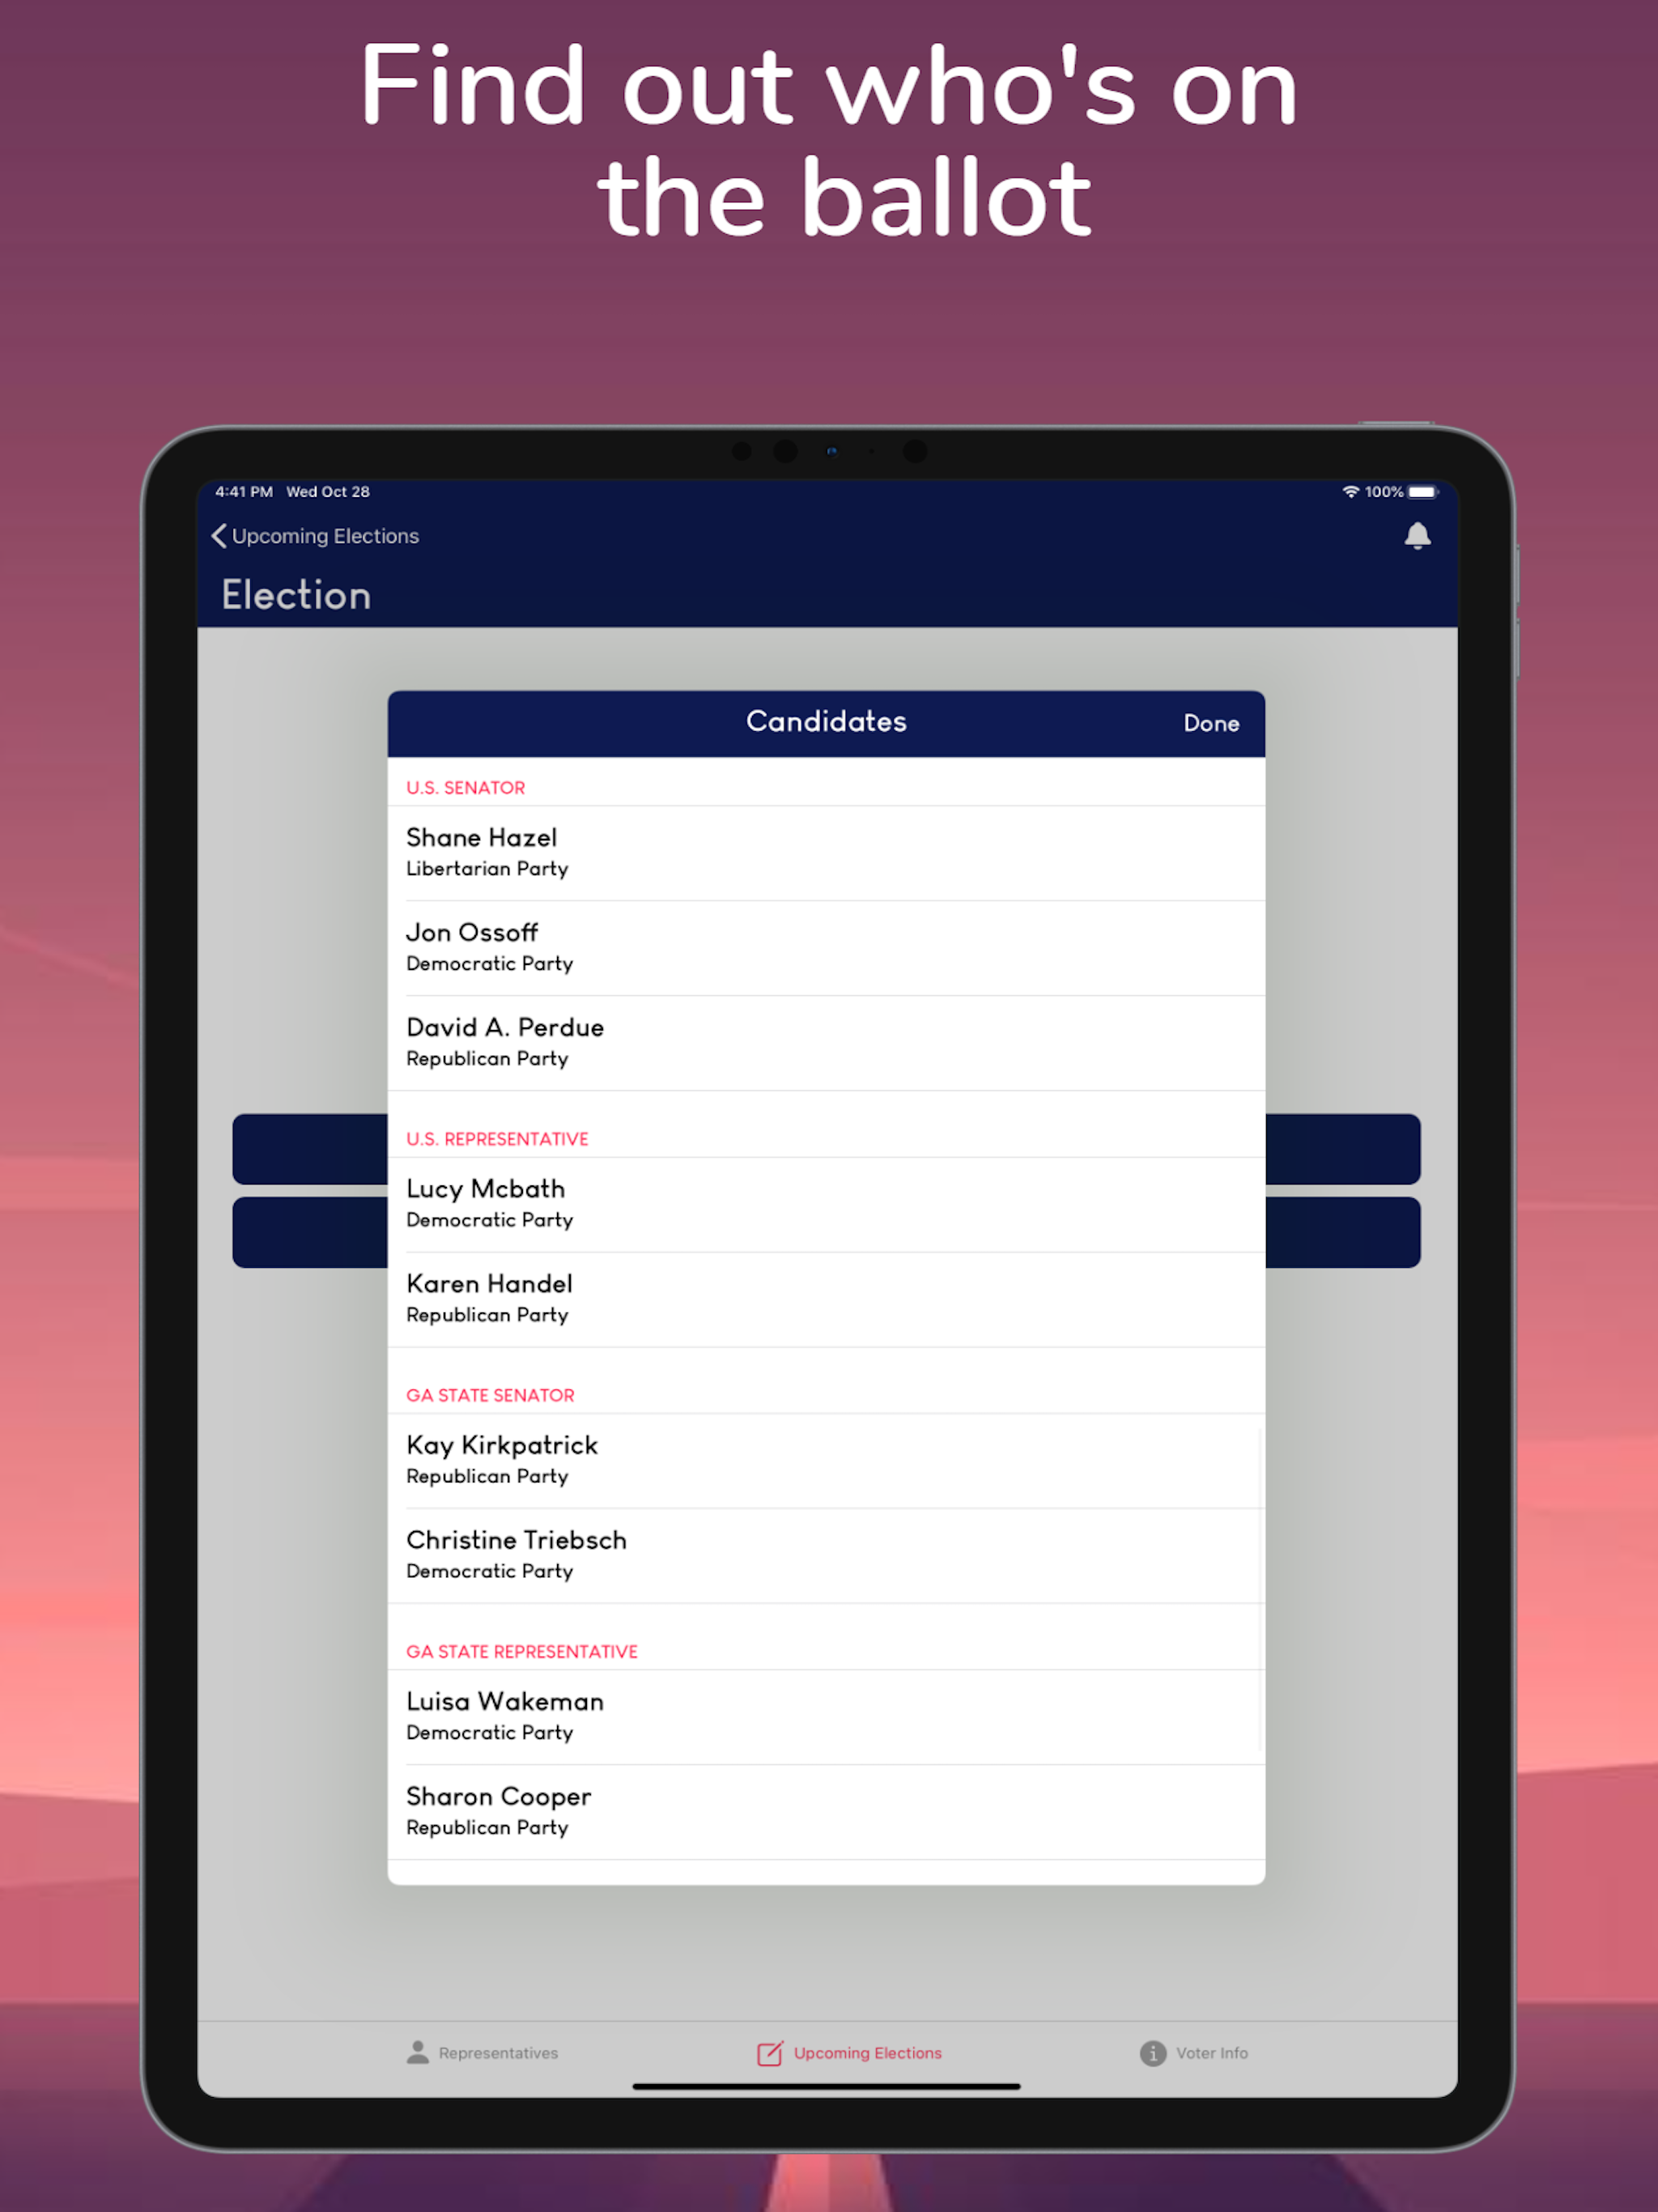 Find out who's on
the ballot
4:41 PM Wed Oct 28
100%
Upcoming Elections
Election
Candidates
Done
U.S. SENATOR
Shane Hazel
Libertarian Party
Jon Ossoff
Democratic Party
David A. Perdue
Republican Party
U.S. REPRESENTATIVE
Lucy Mcbath
Democratic Party
Karen Handel
Republican Party
GA STATE SENATOR
Kay Kirkpatrick
Republican Party
Christine Triebsch
Democratic Party
GA STATE REPRESENTATIVE
Luisa Wakeman
Democratic Party
Sharon Cooper
Republican Party
Representatives
Upcoming Elections
Voter Info